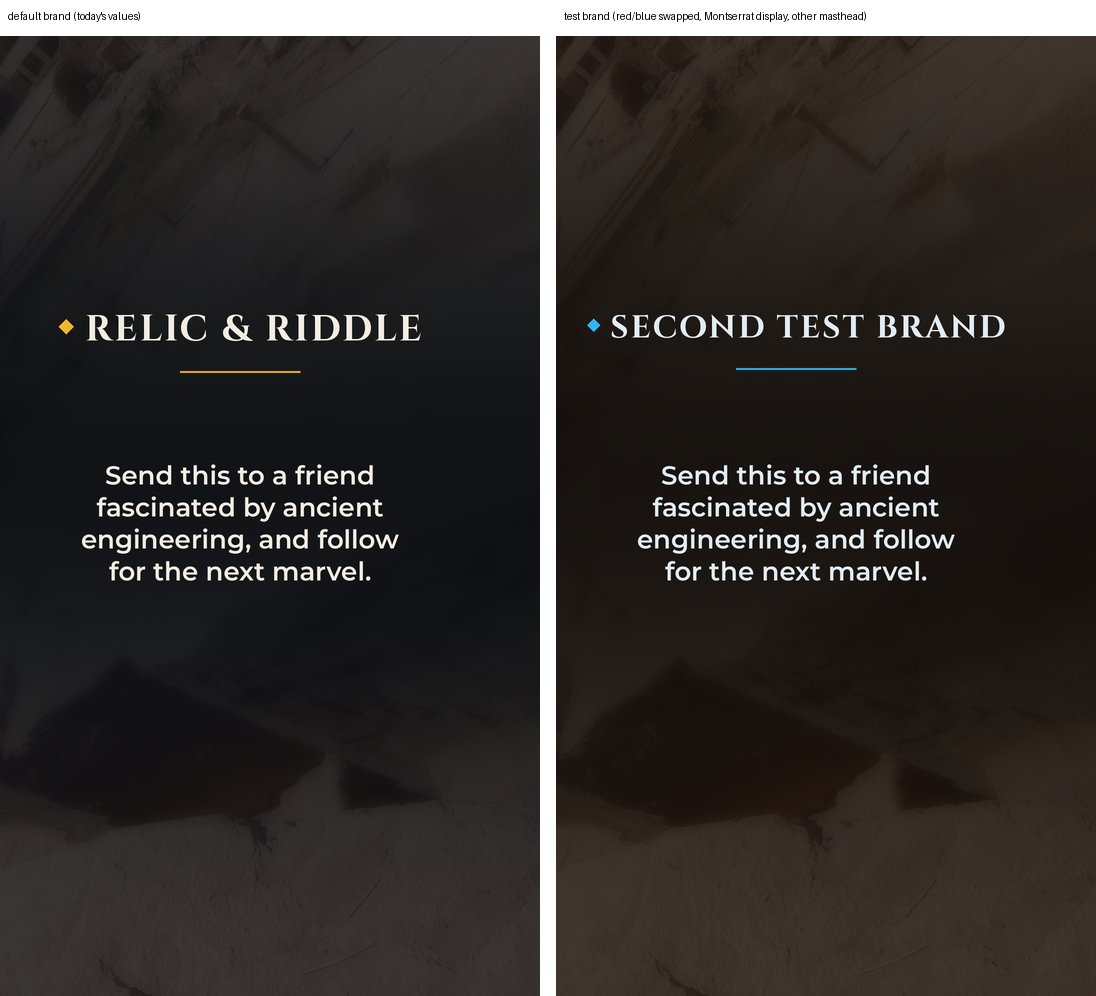 default brand (today's values)
test brand (red/blue swapped, Montserrat display, other masthead)
RELIC & RIDDLE
Send this to a friend
fascinated by ancient
engineering, and follow
for the next marvel.
SECOND TEST BRAND
Send this to a friend
fascinated by ancient
engineering, and follow
for the next marvel.